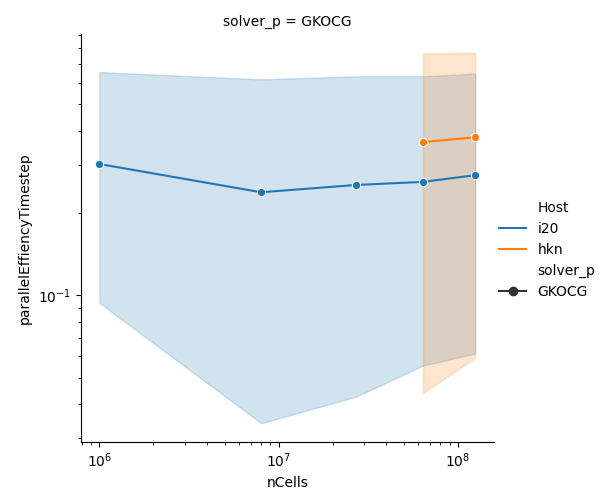 solver_p = GKOCG
parallelEffiencyTimestep
10⁻¹
10⁶
10⁷
10⁸
nCells
Host
i20
hkn
solver_p
GKOCG